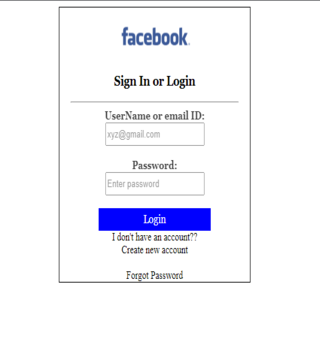 facebook.
Sign In or Login
UserName or email ID:
xyz@gmail.com
Password:
Enter password
Login
I don't have an account??
Create new account
Forgot Password